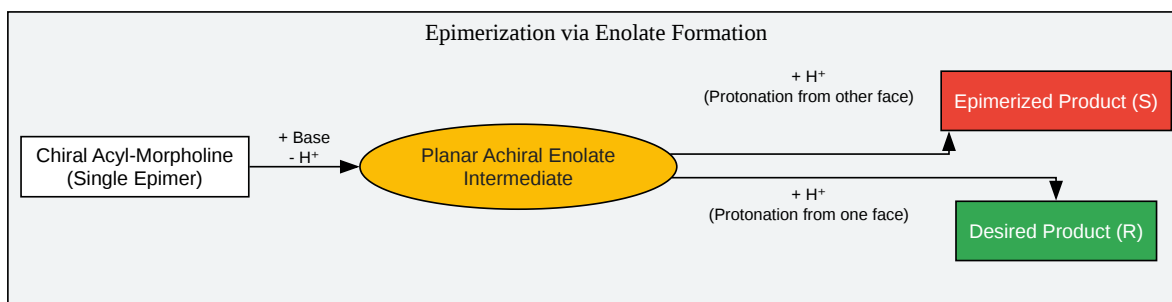 Epimerization via Enolate Formation
+ H⁺
(Protonation from other face)
Epimerized Product (S)
+ Base
- H⁺
Chiral Acyl-Morpholine
(Single Epimer)
Planar Achiral Enolate
Intermediate
+ H⁺
(Protonation from one face)
Desired Product (R)